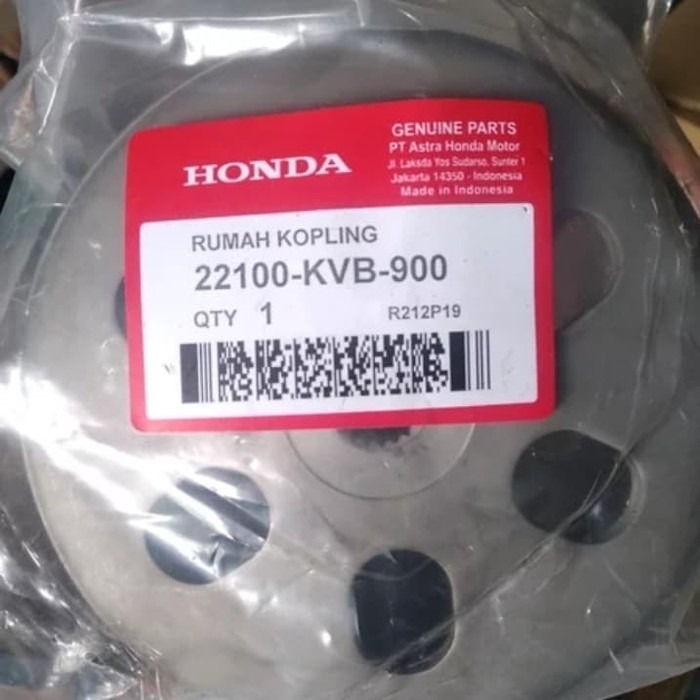 HONDA
GENUINE PARTS
PT Astra Honda Motor
Jl. Laksda Yos Sudarso, Sunter 1
Jakarta 14350 - Indonesia
Made in Indonesia
RUMAH KOPLING
22100-KVB-900
QTY 1 R212P19